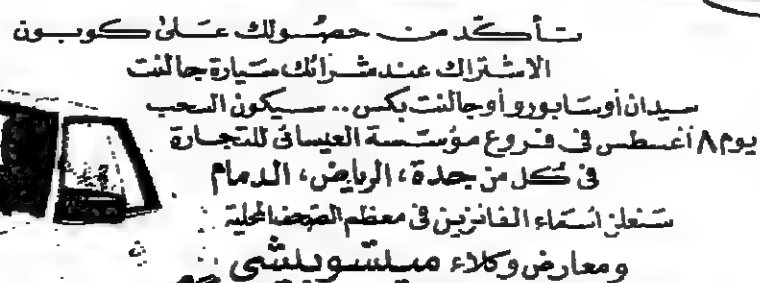 تأكد من حصولك على كوبون
الاشتراك عند شرائك سيارة جالنت
سيدان أو سابورو أو جالنت بكس .. سيكون السحب
يوم ٨ أغسطس في فروع مؤسسة العيسائى للتجارة
في كل من جدة ، الرياض ، الدمام
ستعلن اسماء الفائزين في معظم الصحف المحلية
ومعارض وكلاء ميتسوبيشي